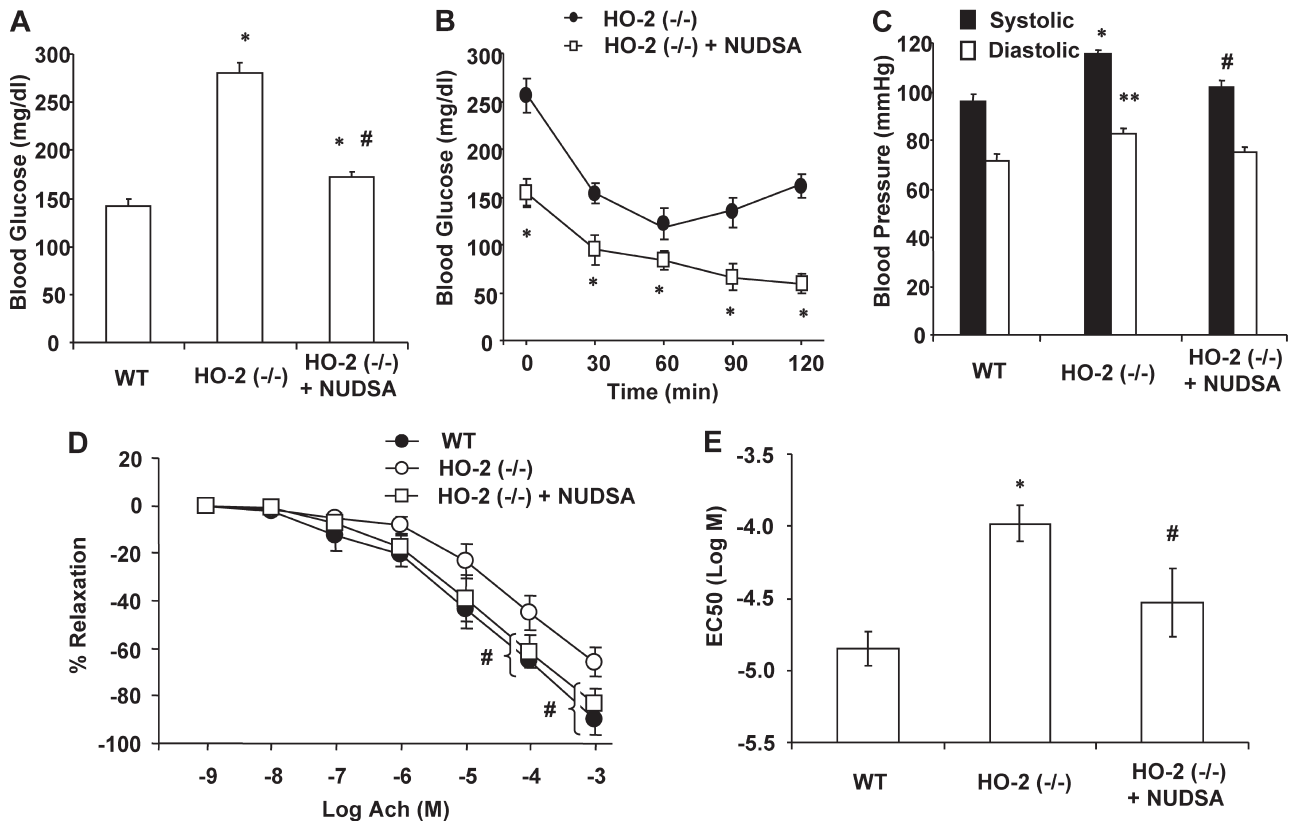 A
Blood Glucose (mg/dl)
300
250
200
150
100
50
0
*
* #
WT
HO-2 (-/-)
HO-2 (-/-)
+ NUDSA
B
HO-2 (-/-)
HO-2 (-/-) + NUDSA
Blood Glucose (mg/dl)
300
250
200
150
100
50
0
*
*
*
*
*
0 30 60 90 120
Time (min)
C
Systolic
Diastolic
Blood Pressure (mmHg)
120
100
80
60
40
20
0
*
**
#
WT
HO-2 (-/-)
HO-2 (-/-)
+ NUDSA
D
WT
HO-2 (-/-)
HO-2 (-/-) + NUDSA
% Relaxation
20
0
-20
-40
-60
-80
-100
#
#
-9 -8 -7 -6 -5 -4 -3
Log Ach (M)
E
EC50 (Log M)
-3.5
-4.0
-4.5
-5.0
-5.5
*
#
WT
HO-2 (-/-)
HO-2 (-/-)
+ NUDSA